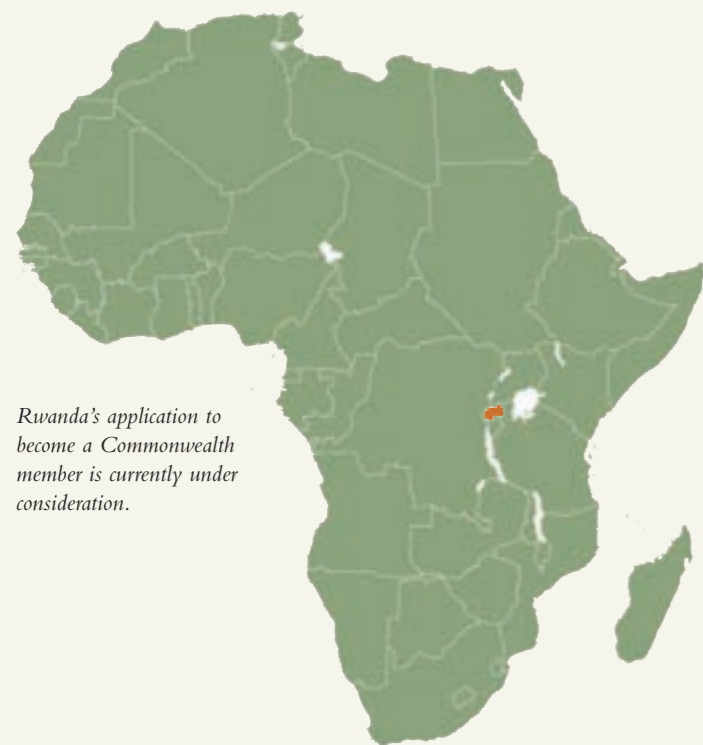 Rwanda's application to
become a Commonwealth
member is currently under
consideration.